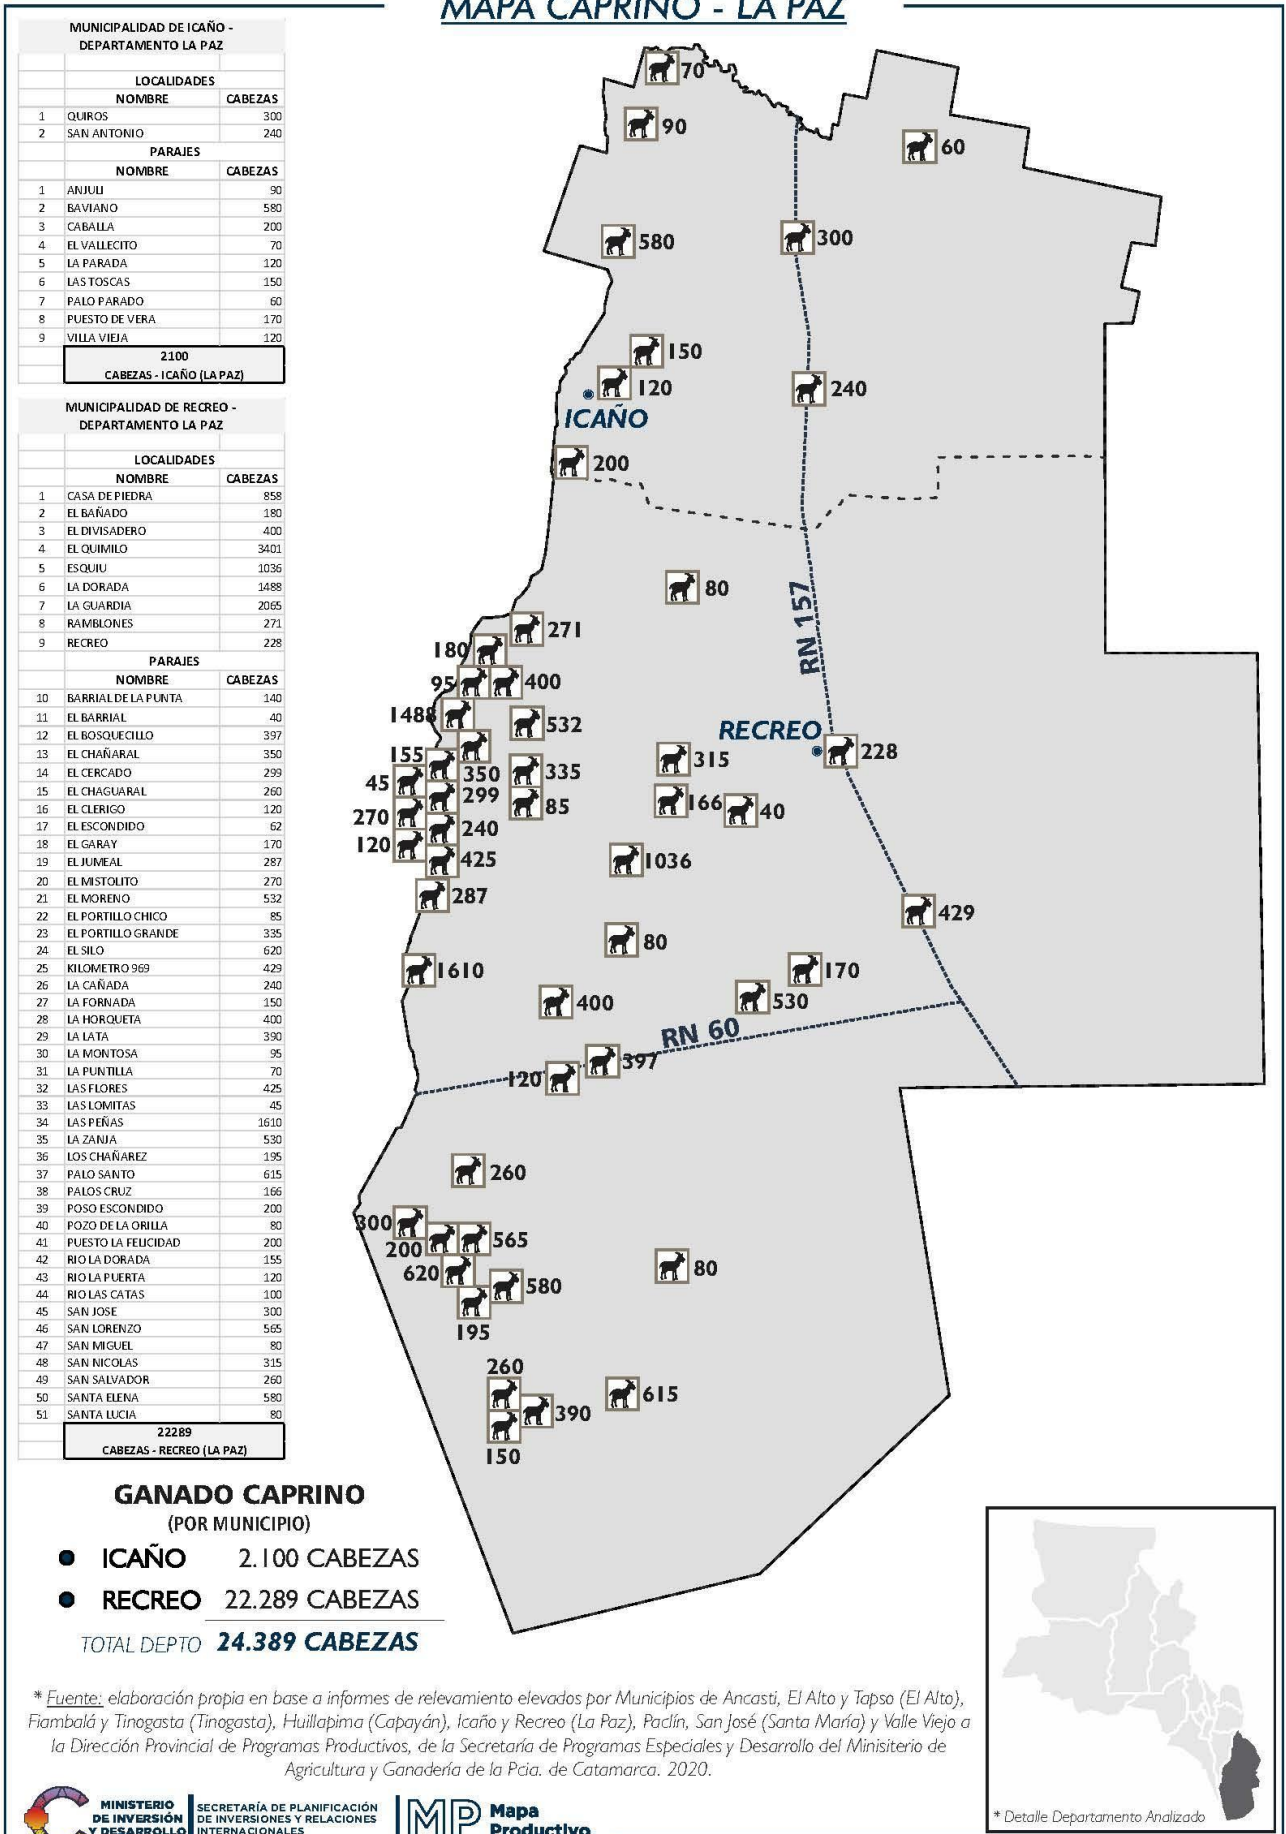 MAPA CAPRINO - LA PAZ
MUNICIPALIDAD DE ICAÑO -
DEPARTAMENTO LA PAZ
LOCALIDADES
NOMBRE CABEZAS
1 QUIROS 300
2 SAN ANTONIO 240
PARAJES
NOMBRE CABEZAS
1 ANJULI 90
2 BAVIANO 580
3 CABALLA 200
4 EL VALLECITO 70
5 LA PARADA 120
6 LAS TOSCAS 150
7 PALO PARADO 60
8 PUESTO DE VERA 170
9 VILLA VIEJA 120
2100
CABEZAS - ICAÑO (LA PAZ)
MUNICIPALIDAD DE RECREO -
DEPARTAMENTO LA PAZ
LOCALIDADES
NOMBRE CABEZAS
1 CASA DE PIEDRA 858
2 EL BAÑADO 180
3 EL DIVISADERO 400
4 EL QUIMILO 3401
5 ESQUIU 1036
6 LA DORADA 1488
7 LA GUARDIA 2065
8 RAMBLONES 271
9 RECREO 228
PARAJES
NOMBRE CABEZAS
10 BARRIAL DE LA PUNTA 140
11 EL BARRIAL 40
12 EL BOSQUECILLO 397
13 EL CHAÑARAL 350
14 EL CERCADO 299
15 EL CHAGUARAL 260
16 EL CLERIGO 120
17 EL ESCONDIDO 62
18 EL GARAY 170
19 EL JUMEAL 287
20 EL MISTOLITO 270
21 EL MORENO 532
22 EL PORTILLO CHICO 85
23 EL PORTILLO GRANDE 335
24 EL SILO 620
25 KILOMETRO 969 429
26 LA CAÑADA 240
27 LA FORNADA 150
28 LA HORQUETA 400
29 LA LATA 390
30 LA MONTOSA 95
31 LA PUNTILLA 70
32 LAS FLORES 425
33 LAS LOMITAS 45
34 LAS PEÑAS 1610
35 LA ZANJA 530
36 LOS CHAÑAREZ 195
37 PALO SANTO 615
38 PALOS CRUZ 166
39 POSO ESCONDIDO 200
40 POZO DE LA ORILLA 80
41 PUESTO LA FELICIDAD 200
42 RIO LA DORADA 155
43 RIO LA PUERTA 120
44 RIO LAS CATAS 100
45 SAN JOSE 300
46 SAN LORENZO 565
47 SAN MIGUEL 80
48 SAN NICOLAS 315
49 SAN SALVADOR 260
50 SANTA ELENA 580
51 SANTA LUCIA 80
22289
CABEZAS - RECREO (LA PAZ)
70
90
60
580
300
150
120
240
ICAÑO
200
80
RN 157
271
180
95 400
1488
532
RECREO
228
155
350
335
315
45
299
85
166
40
270
240
120
425
1036
287
429
80
1610
170
400
530
RN 60
397
120
260
300
200 565
620
580
80
195
260
615
390
150
GANADO CAPRINO
(POR MUNICIPIO)
ICAÑO 2.100 CABEZAS
RECREO 22.289 CABEZAS
TOTAL DEPTO 24.389 CABEZAS
* Fuente: elaboración propia en base a informes de relevamiento elevados por Municipios de Ancasti, El Alto y Tapso (El Alto),
Fiambalá y Tinogasta (Tinogasta), Huillapima (Capayán), Icaño y Recreo (La Paz), Paclín, San José (Santa María) y Valle Viejo a
la Dirección Provincial de Programas Productivos, de la Secretaría de Programas Especiales y Desarrollo del Minisiterio de
Agricultura y Ganadería de la Pcia. de Catamarca. 2020.
* Detalle Departamento Analizado
MINISTERIO
DE INVERSIÓN
Y DESARROLLO
SECRETARÍA DE PLANIFICACIÓN
DE INVERSIONES Y RELACIONES
INTERNACIONALES
MP Mapa
Productivo